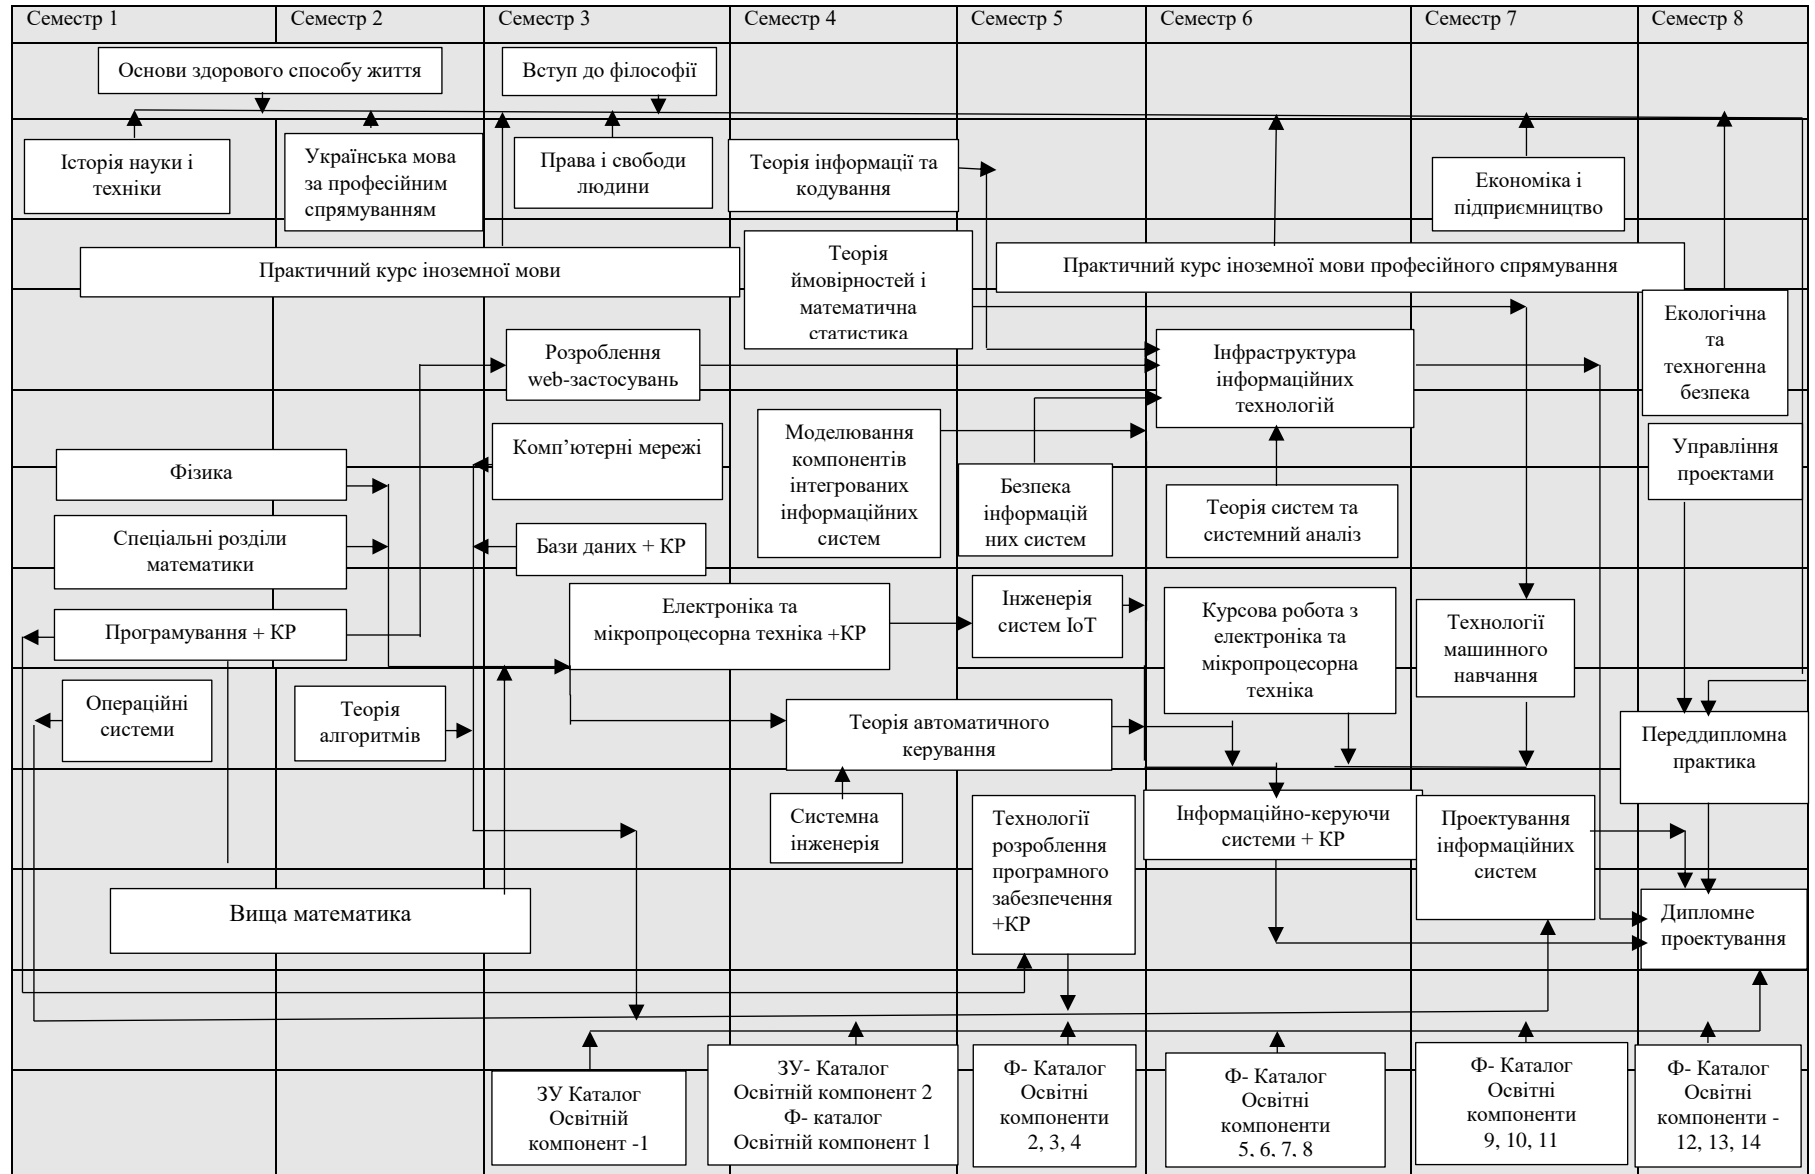 Семестр 1
Семестр 2
Семестр 3
Семестр 4
Семестр 5
Семестр 6
Семестр 7
Семестр 8
Основи здорового способу життя
Вступ до філософії
Історія науки і
техніки
Українська мова
за професійним
спрямуванням
Права і свободи
людини
Теорія інформації та
кодування
Економіка і
підприємництво
Практичний курс іноземної мови
Теорія
ймовірностей і
математична
статистика
Практичний курс іноземної мови професійного спрямування
Екологічна
та
техногенна
безпека
Розроблення
web-застосувань
Інфраструктура
інформаційних
технологій
Фізика
Комп’ютерні мережі
Моделювання
компонентів
інтегрованих
інформаційних
систем
Безпека
інформацій
них систем
Теорія систем та
системний аналіз
Управління
проектами
Спеціальні розділи
математики
Бази даних + КР
Програмування + КР
Електроніка та
мікропроцесорна техніка +КР
Інженерія
систем IoT
Курсова робота з
електроніка та
мікропроцесорна
техніка
Технології
машинного
навчання
Операційні
системи
Теорія
алгоритмів
Теорія автоматичного
керування
Переддипломна
практика
Системна
інженерія
Технології
розроблення
програмного
забезпечення
+КР
Інформаційно-керуючи
системи + КР
Проектування
інформаційних
систем
Вища математика
Дипломне
проектування
ЗУ Каталог
Освітній
компонент -1
ЗУ- Каталог
Освітній компонент 2
Ф- каталог
Освітній компонент 1
Ф- Каталог
Освітні
компоненти
2, 3, 4
Ф- Каталог
Освітні
компоненти
5, 6, 7, 8
Ф- Каталог
Освітні
компоненти
9, 10, 11
Ф- Каталог
Освітні
компоненти -
12, 13, 14